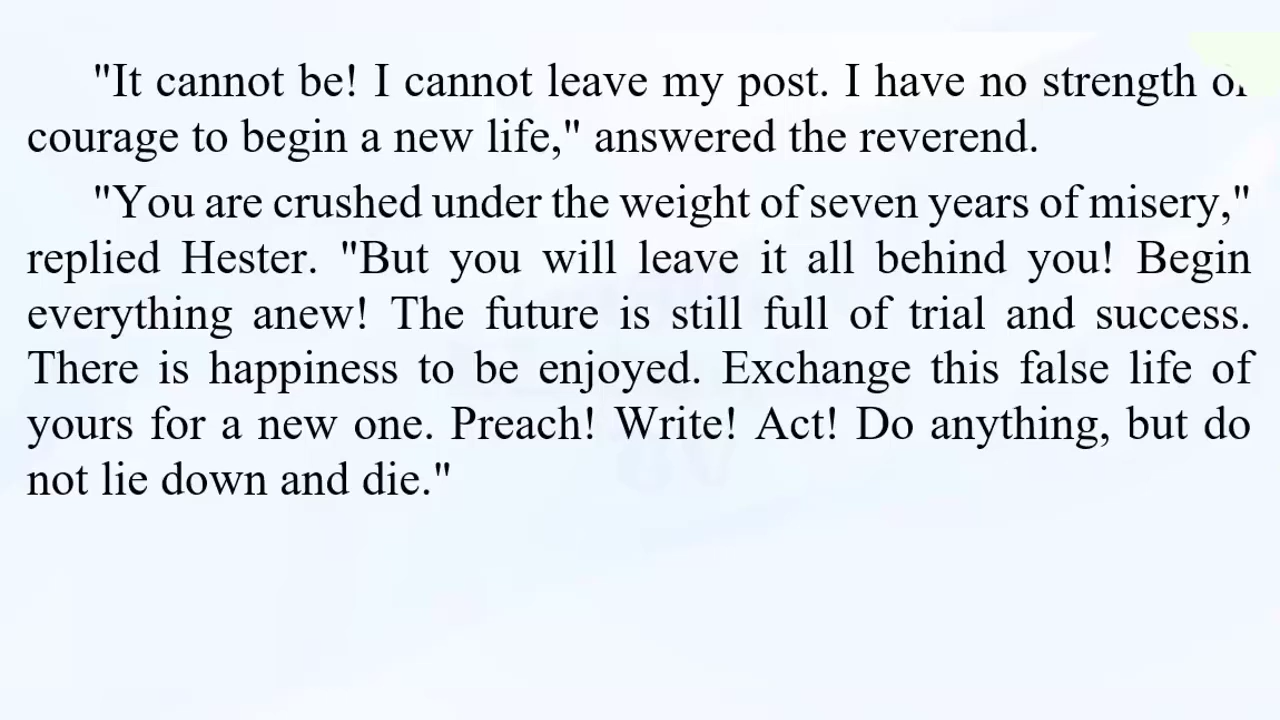 "It cannot be! I cannot leave my post. I have no strength or
courage to begin a new life," answered the reverend.
"You are crushed under the weight of seven years of misery,"
replied Hester. "But you will leave it all behind you! Begin
everything anew! The future is still full of trial and success.
There is happiness to be enjoyed. Exchange this false life of
yours for a new one. Preach! Write! Act! Do anything, but do
not lie down and die."